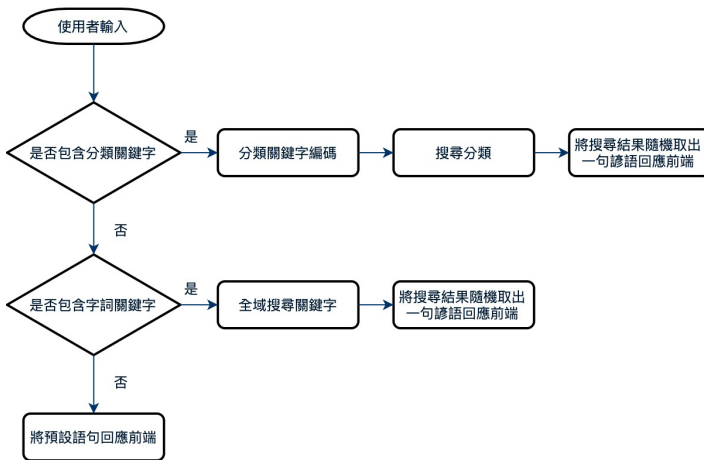 使用者輸入
是否包含分類關鍵字
是
分類關鍵字編碼
搜尋分類
將搜尋結果隨機取出
一句諺語回應前端
否
是否包含字詞關鍵字
是
全域搜尋關鍵字
將搜尋結果隨機取出
一句諺語回應前端
否
將預設語句回應前端